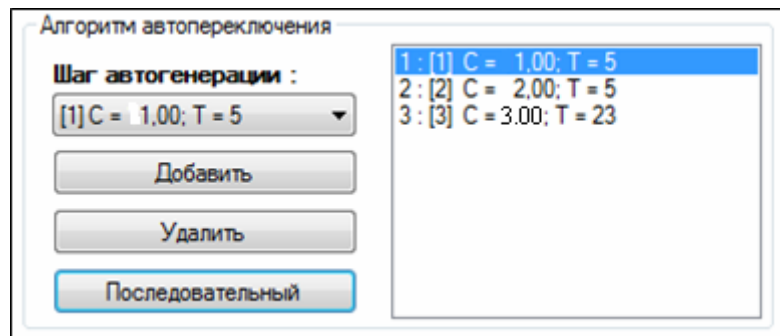 Алгоритм автопереключения
Шаг автогенерации :
[1] C = 1,00; T = 5
Добавить
Удалить
Последовательный
1 : [1] C = 1,00; T = 5
2 : [2] C = 2,00; T = 5
3 : [3] C = 3.00; T = 23